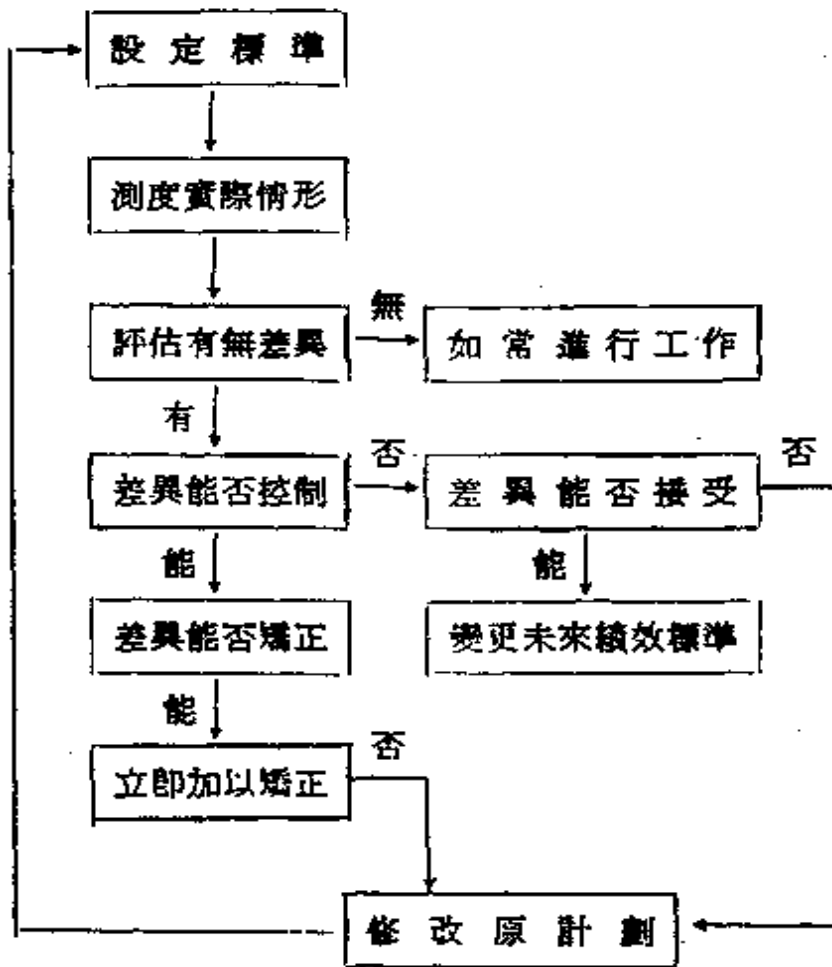 設定標準
測度實際情形
評估有無差異
無
如常進行工作
有
差異能否控制
否
差異能否接受
否
能
能
差異能否矯正
變更未來績效標準
能
立即加以矯正
否
修改原計劃